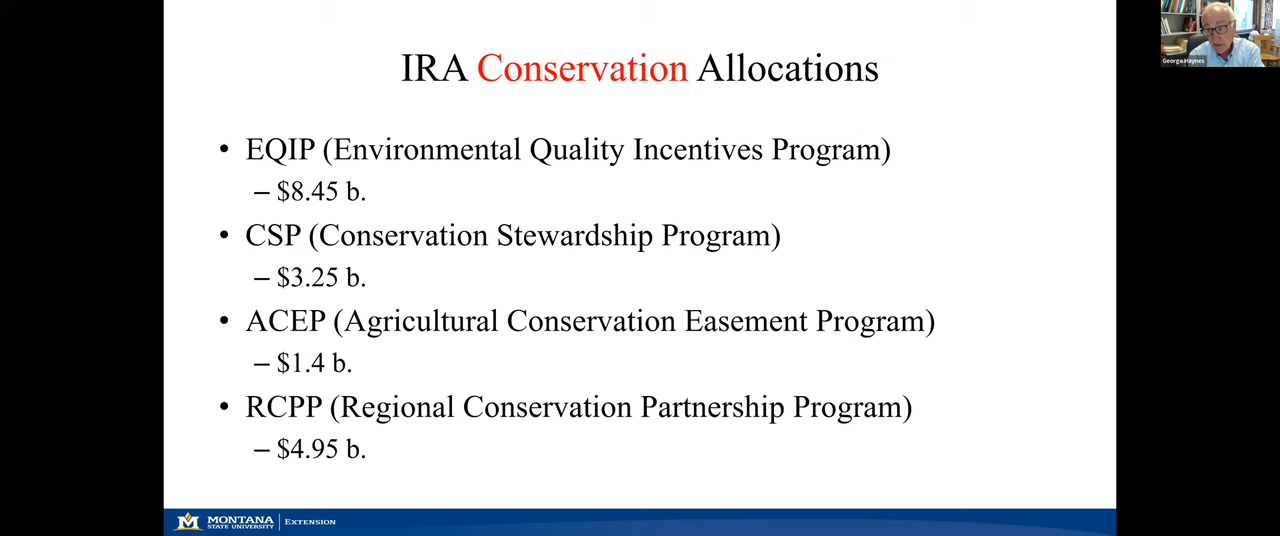 IRA Conservation Allocations
• EQIP (Environmental Quality Incentives Program)
– $8.45 b.
• CSP (Conservation Stewardship Program)
– $3.25 b.
• ACEP (Agricultural Conservation Easement Program)
– $1.4 b.
• RCPP (Regional Conservation Partnership Program)
– $4.95 b.
M MONTANA
STATE UNIVERSITY
EXTENSION
George Haynes